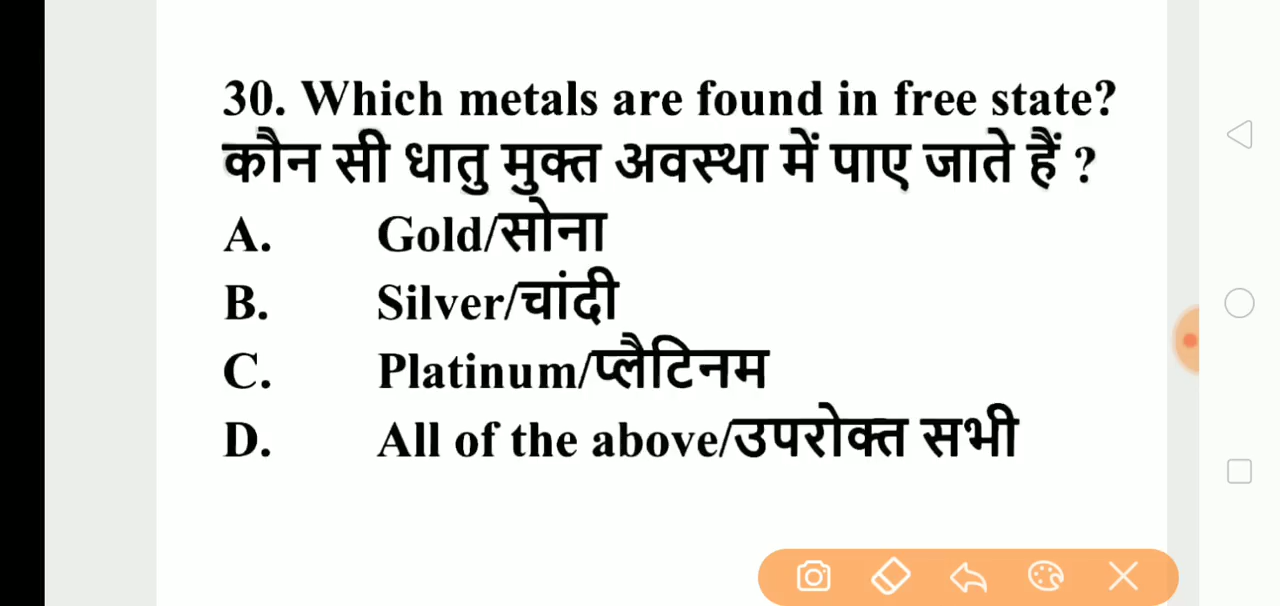 30. Which metals are found in free state?
कौन सी धातु मुक्त अवस्था में पाए जाते हैं ?
A. Gold/सोना
B. Silver/चांदी
C. Platinum/प्लैटिनम
D. All of the above/उपरोक्त सभी